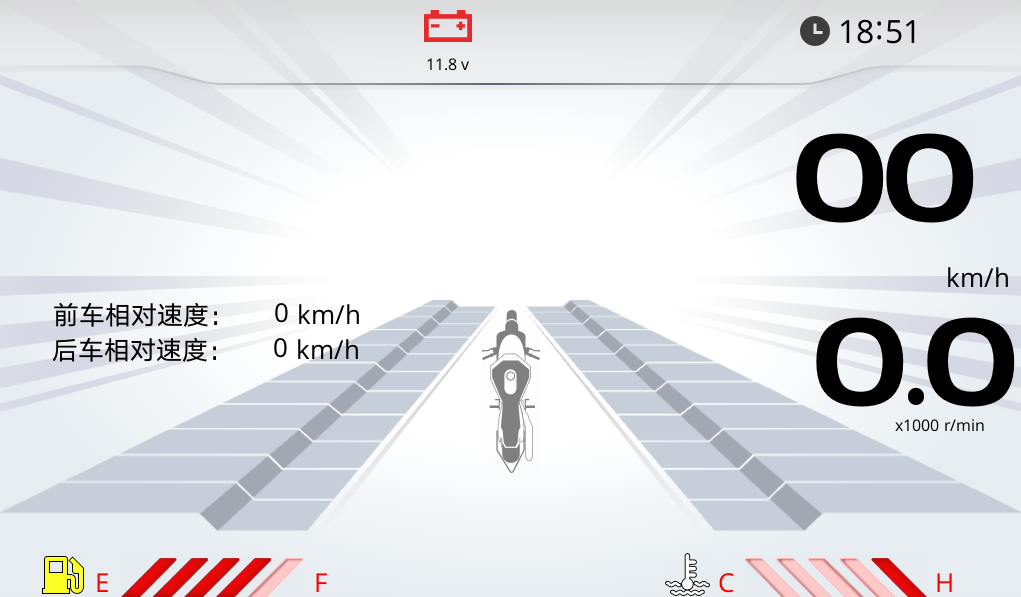 11.8 v
18:51
00
km/h
前车相对速度： 0 km/h
后车相对速度： 0 km/h
0.0
x1000 r/min
E F
C H